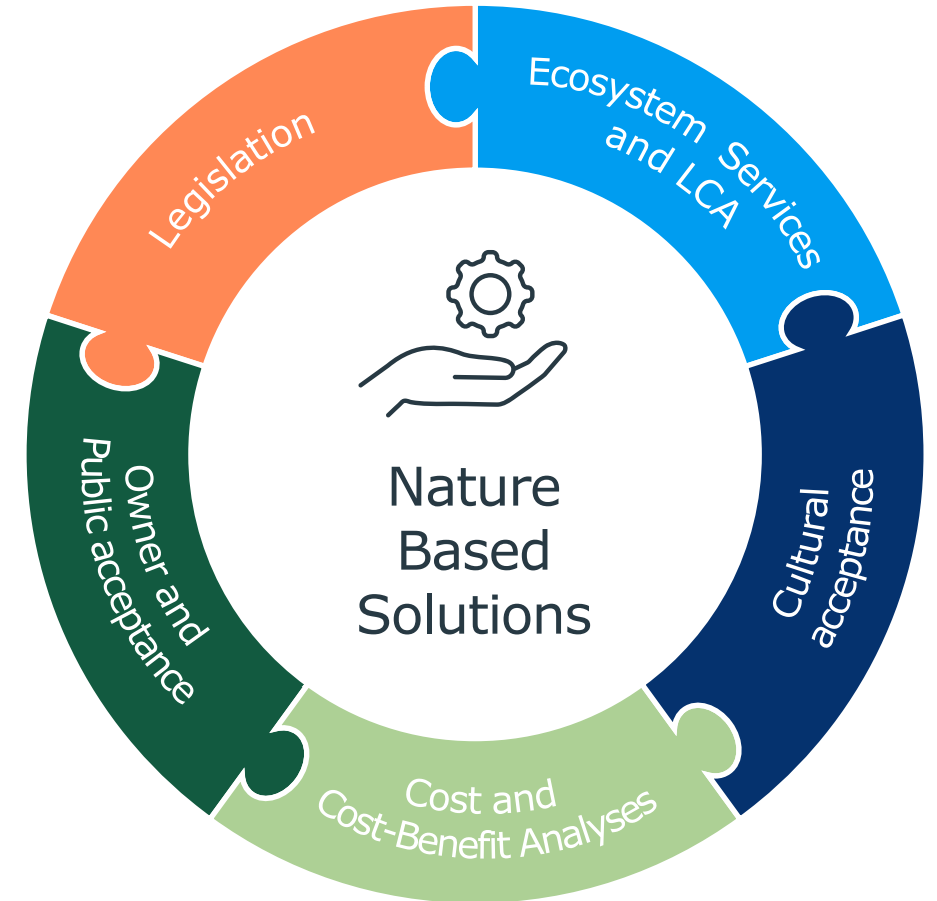 Legislation
Ecosystem Services
and LCA
Cultural
acceptance
Cost and
Cost-Benefit Analyses
Owner and
Public acceptance
Nature
Based
Solutions